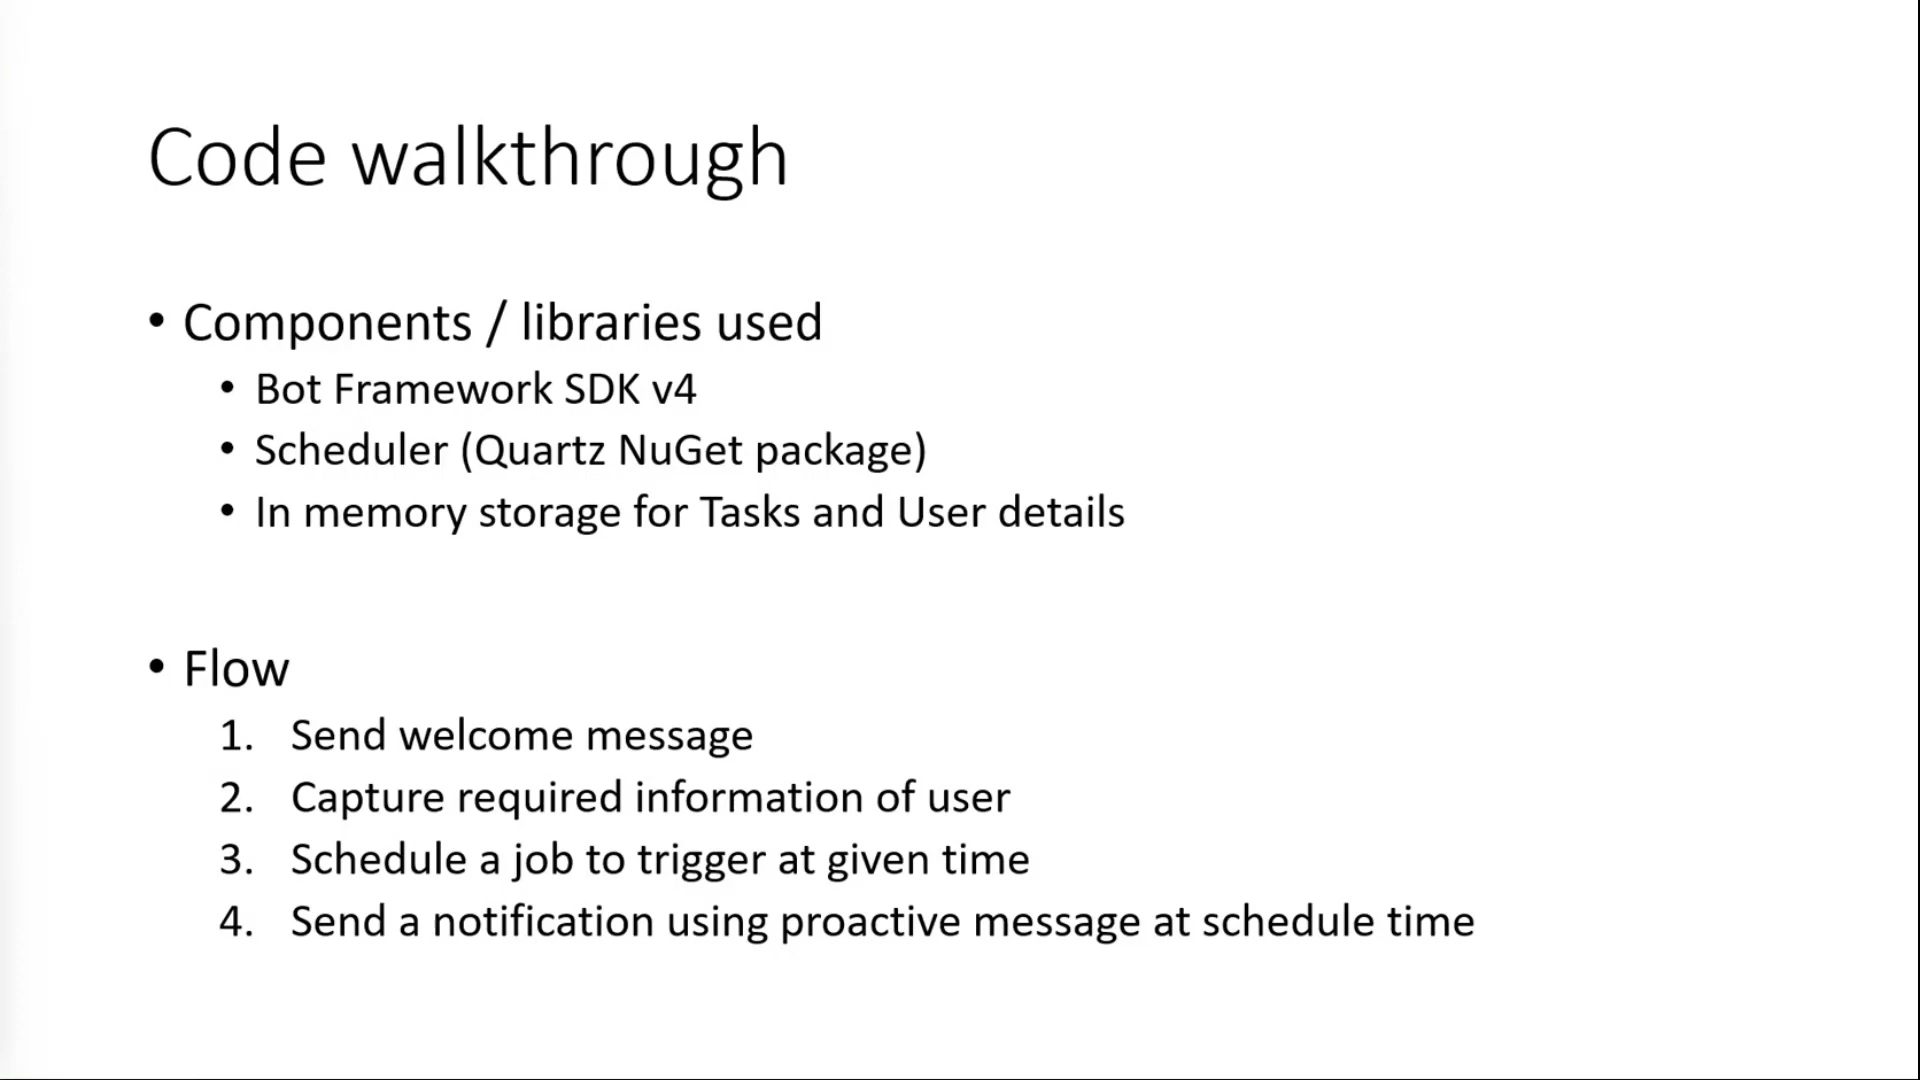 Code walkthrough
• Components / libraries used
• Bot Framework SDK v4
• Scheduler (Quartz NuGet package)
• In memory storage for Tasks and User details
• Flow
1. Send welcome message
2. Capture required information of user
3. Schedule a job to trigger at given time
4. Send a notification using proactive message at schedule time